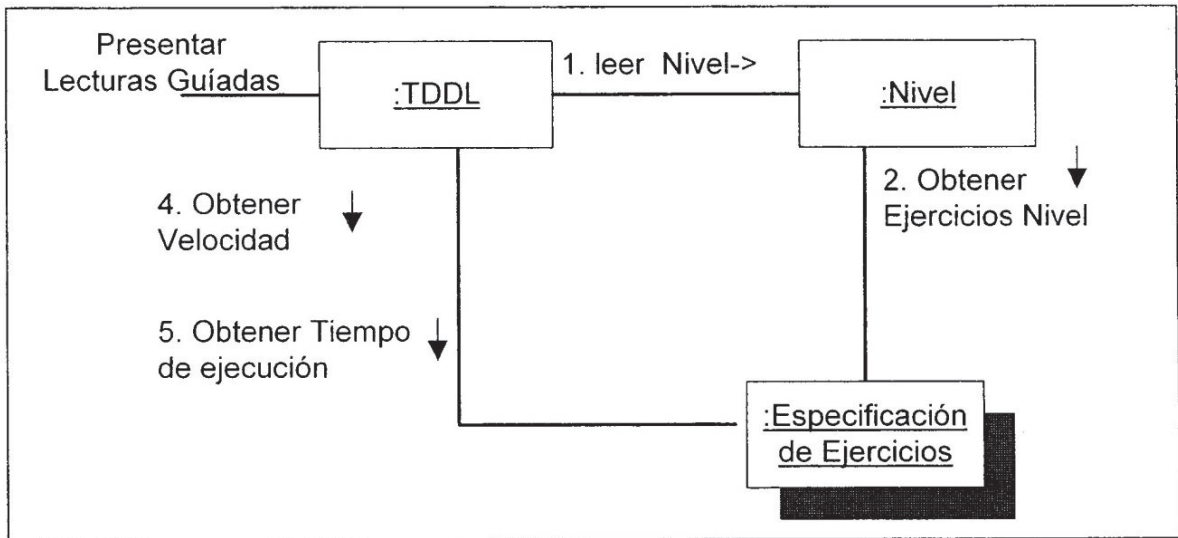 Presentar
Lecturas Guíadas
:TDDL
1. leer Nivel->
:Nivel
2. Obtener
Ejercicios Nivel
4. Obtener
Velocidad
5. Obtener Tiempo
de ejecución
:Especificación
de Ejercicios